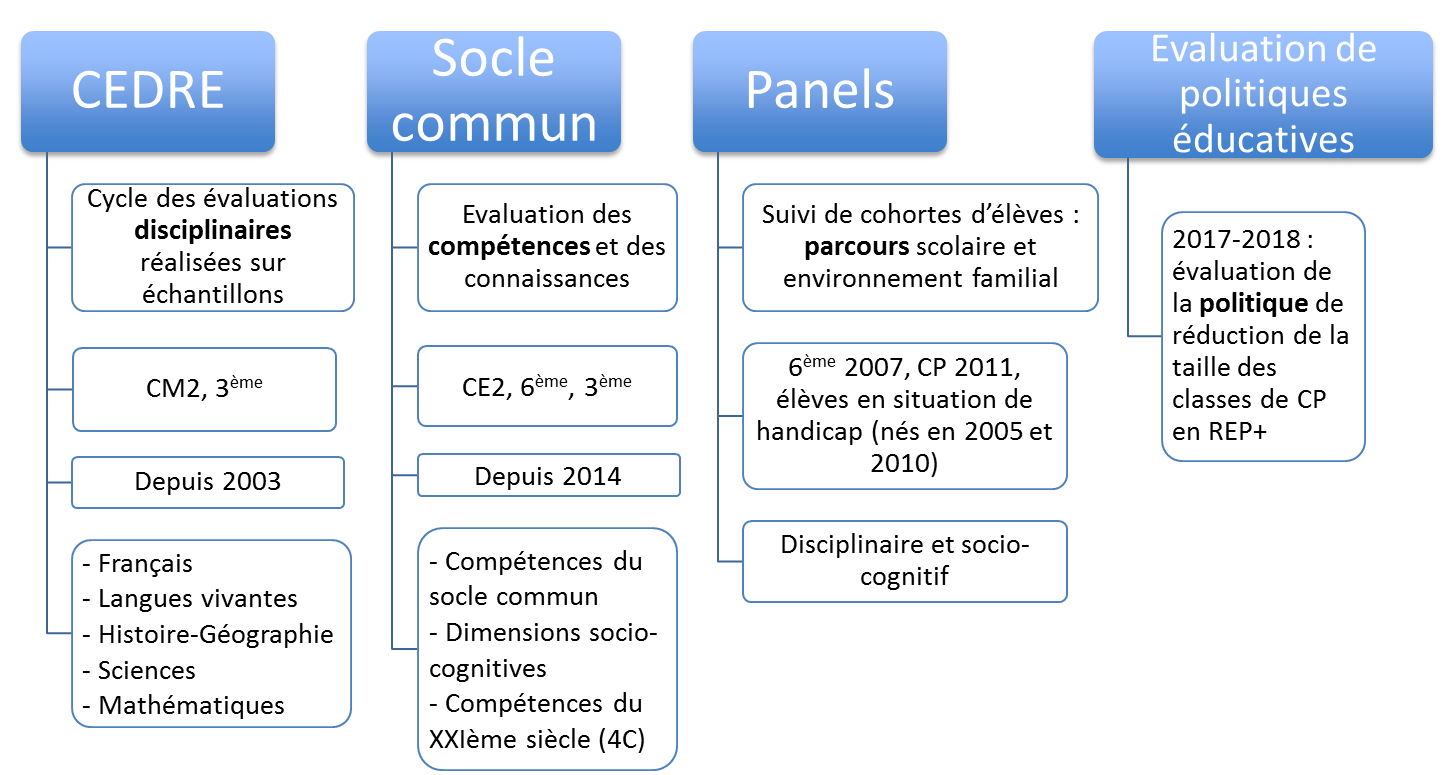 CEDRE
Cycle des évaluations
disciplinaires
réalisées sur
échantillons
CM2, 3ème
Depuis 2003
- Français
- Langues vivantes
- Histoire-Géographie
- Sciences
- Mathématiques
Socle
commun
Evaluation des
compétences et des
connaissances
CE2, 6ème, 3ème
Depuis 2014
- Compétences du
socle commun
- Dimensions socio-
cognitives
- Compétences du
XXIème siècle (4C)
Panels
Suivi de cohortes d’élèves :
parcours scolaire et
environnement familial
6ème 2007, CP 2011,
élèves en situation de
handicap (nés en 2005 et
2010)
Disciplinaire et socio-
cognitif
Evaluation de
politiques
éducatives
2017-2018 :
évaluation de
la politique de
réduction de la
taille des
classes de CP
en REP+